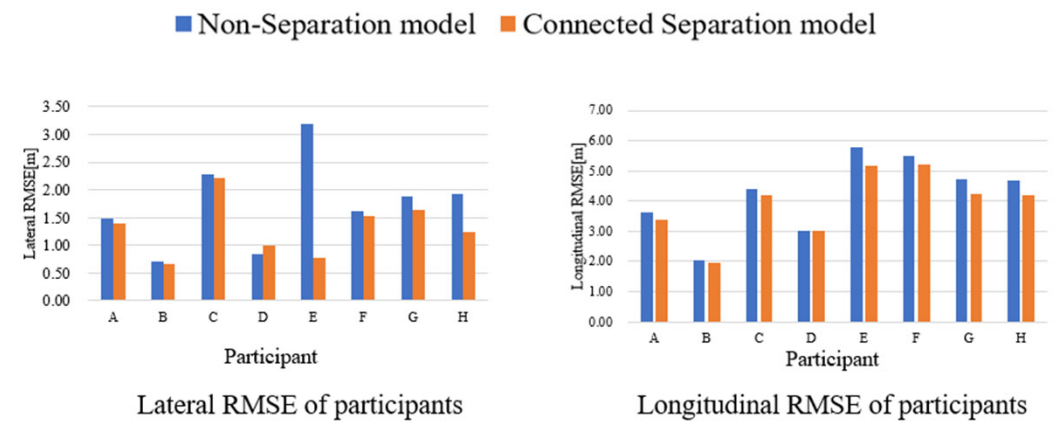 Non-Separation model Connected Separation model
Lateral RMSE[m]
3.50
3.00
2.50
2.00
1.50
1.00
0.50
0.00
A B C D E F G H
Participant
Lateral RMSE of participants
Longitudinal RMSE[m]
7.00
6.00
5.00
4.00
3.00
2.00
1.00
0.00
A B C D E F G H
Participant
Longitudinal RMSE of participants